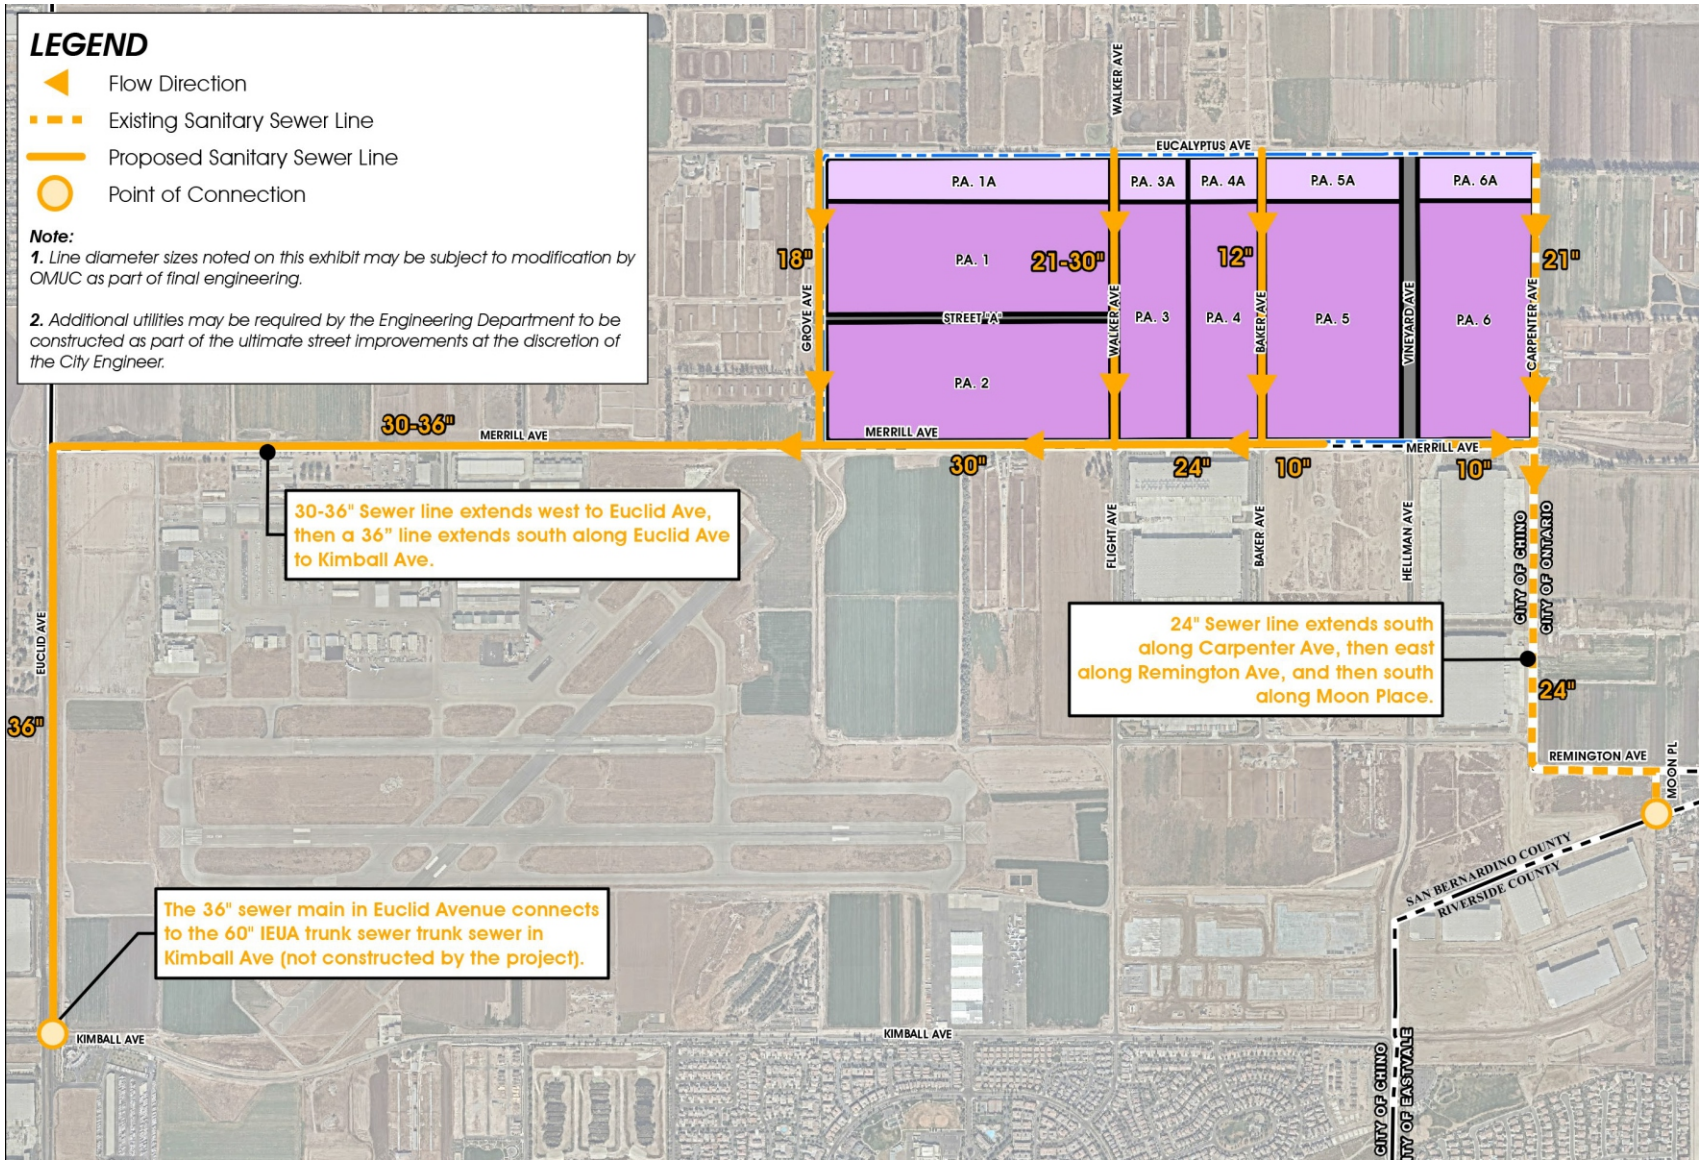 LEGEND
Flow Direction
Existing Sanitary Sewer Line
Proposed Sanitary Sewer Line
Point of Connection
Note:
1. Line diameter sizes noted on this exhibit may be subject to modification by
OMUC as part of final engineering.
2. Additional utilities may be required by the Engineering Department to be
constructed as part of the ultimate street improvements at the discretion of
the City Engineer.
WALKER AVE
EUCALYPTUS AVE
P.A. 1A
P.A. 3A
P.A. 4A
P.A. 5A
P.A. 6A
18"
P.A. 1
21-30"
12"
21"
GROVE AVE
STREET "A"
WALKER AVE
P.A. 3
P.A. 4
BAKER AVE
P.A. 5
VINEYARD AVE
P.A. 6
CARPENTER AVE
P.A. 2
30-36"
MERRILL AVE
MERRILL AVE
MERRILL AVE
30"
24"
10"
10"
30-36" Sewer line extends west to Euclid Ave,
then a 36" line extends south along Euclid Ave
to Kimball Ave.
FLIGHT AVE
BAKER AVE
HELLMAN AVE
CITY OF CHINO
CITY OF ONTARIO
EUCLID AVE
24" Sewer line extends south
along Carpenter Ave, then east
along Remington Ave, and then south
along Moon Place.
24"
36"
REMINGTON AVE
MOON PL
SAN BERNARDINO COUNTY
RIVERSIDE COUNTY
The 36" sewer main in Euclid Avenue connects
to the 60" IEUA trunk sewer trunk sewer in
Kimball Ave (not constructed by the project).
KIMBALL AVE
KIMBALL AVE
CITY OF CHINO
TY OF EASTVALE